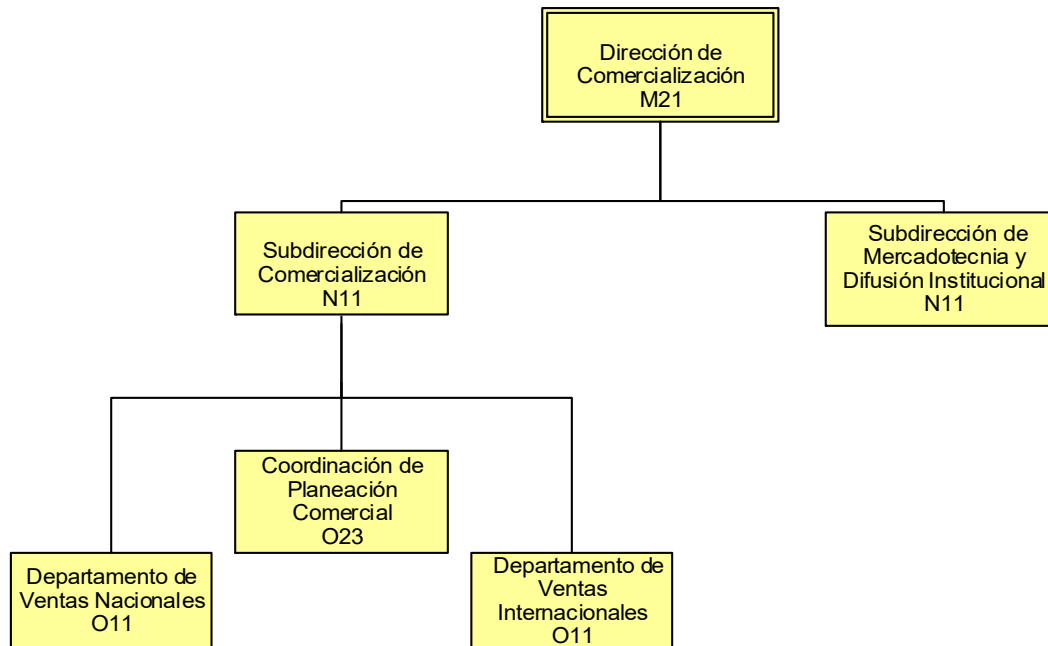 Dirección de
Comercialización
M21
Subdirección de
Comercialización
N11
Subdirección de
Mercadotecnia y
Difusión Institucional
N11
Coordinación de
Planeación
Comercial
O23
Departamento de
Ventas Nacionales
O11
Departamento de
Ventas
Internacionales
O11